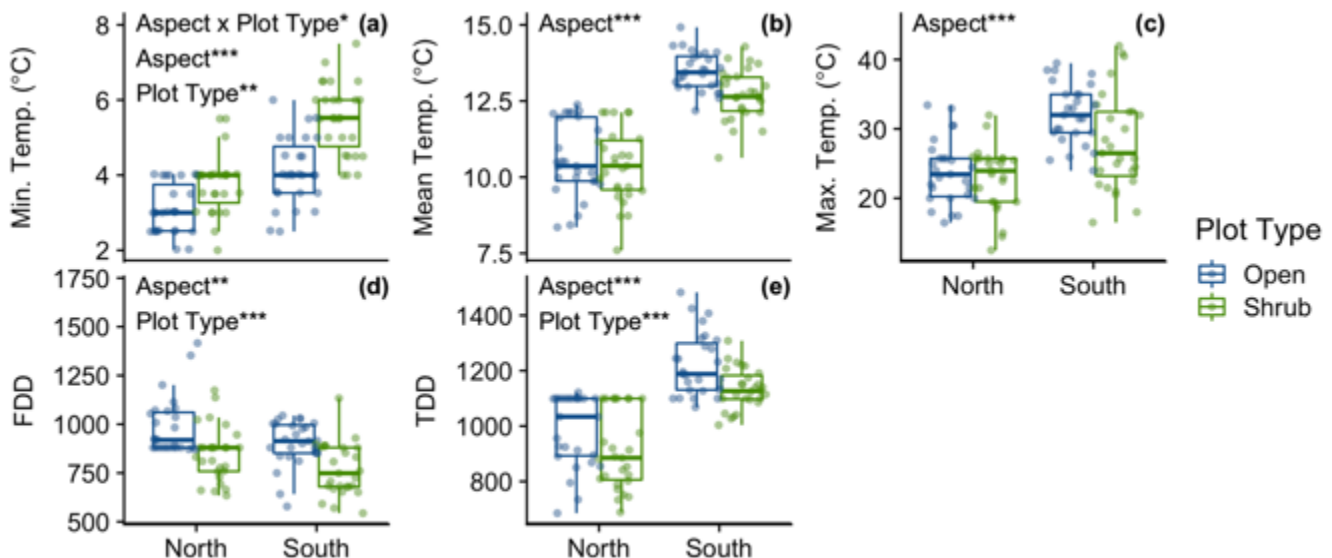 Min. Temp. (°C)
8
6
4
2
Aspect x Plot Type*
(a)
Aspect***
Plot Type**
Mean Temp. (°C)
15.0
12.5
10.0
7.5
Aspect***
(b)
Max. Temp. (°C)
40
30
20
Aspect***
(c)
North South
Plot Type
Open
Shrub
FDD
1750
1500
1250
1000
750
500
Aspect**
(d)
Plot Type***
North South
TDD
1400
1200
1000
800
Aspect***
(e)
Plot Type***
North South